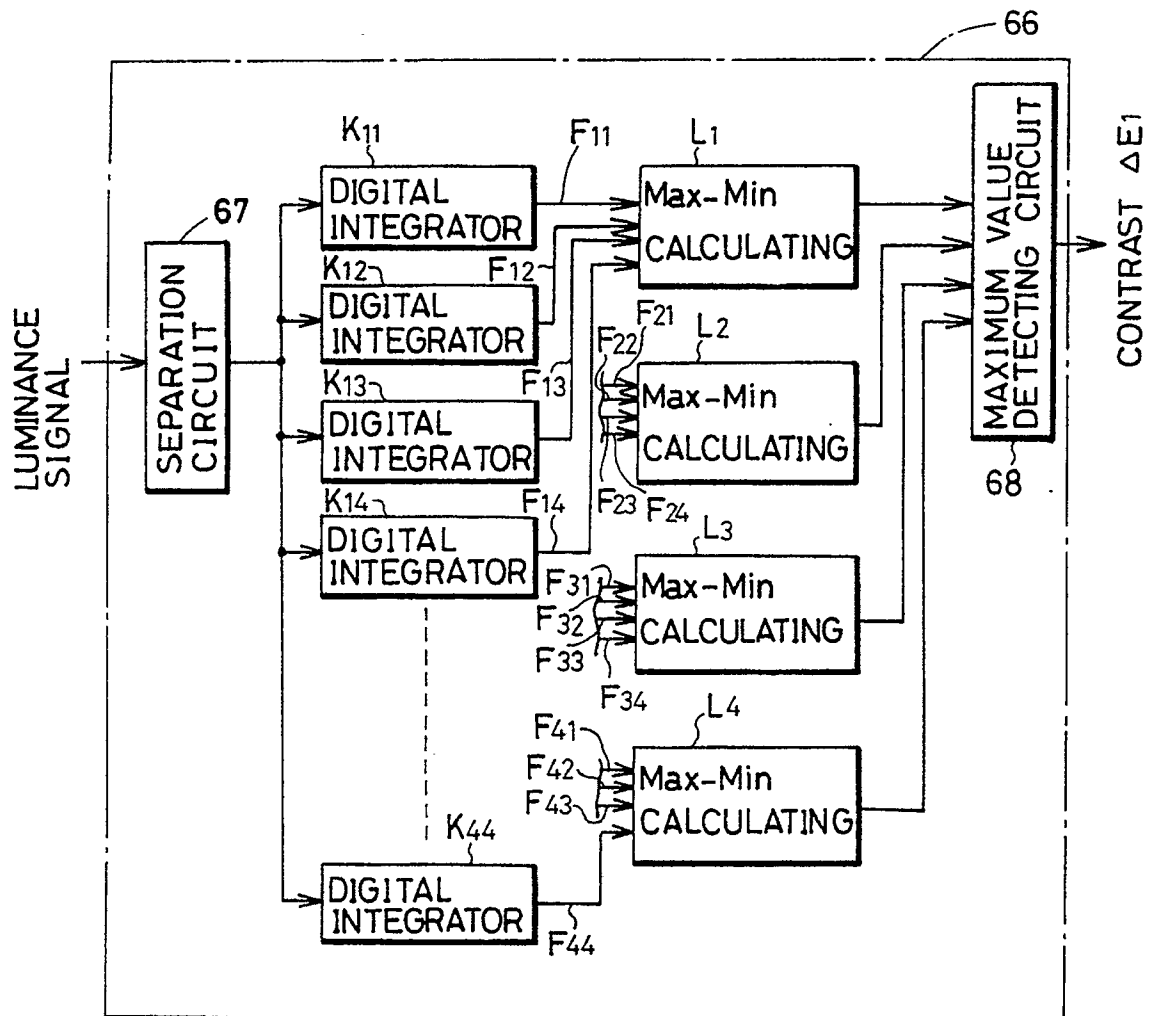 66
K11
F11
L1
DIGITAL
INTEGRATOR
Max-Min
CALCULATING
67
K12
F12
DIGITAL
INTEGRATOR
LUMINANCE
SIGNAL
SEPARATION
CIRCUIT
K13
F13
DIGITAL
INTEGRATOR
F21
F22
L2
Max-Min
CALCULATING
F23
F24
MAXIMUM VALUE
DETECTING CIRCUIT
68
CONTRAST ΔE1
K14
F14
DIGITAL
INTEGRATOR
L3
F31
F32
F33
F34
Max-Min
CALCULATING
L4
F41
F42
F43
Max-Min
CALCULATING
K44
DIGITAL
INTEGRATOR
F44